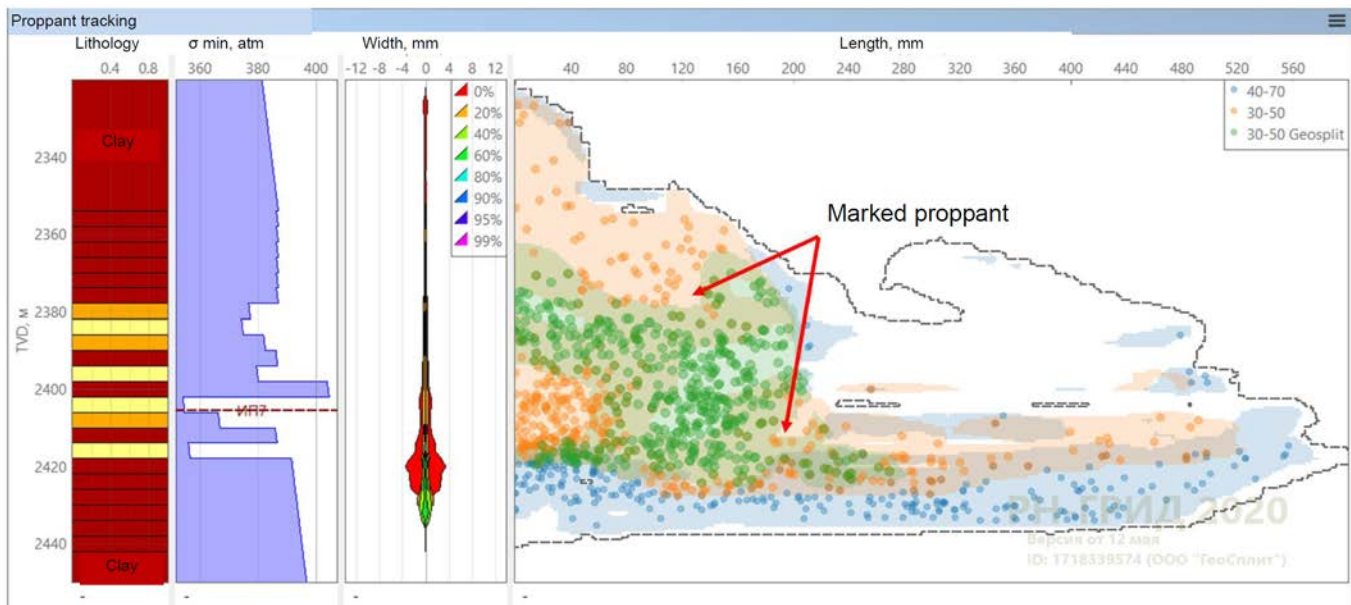 Proppant tracking
Lithology σ min, atm Width, mm Length, mm
0.4 0.8 360 380 400 -12 -8 -4 0 4 8 12 40 80 120 160 200 240 280 320 360 400 440 480 520 560
0%
20%
40%
60%
80%
90%
95%
99%
40-70
30-50
30-50 Geosplit
Clay
Marked proppant
TVD, м
2340
2360
2380
2400
2420
2440
ИП7
Clay
РН-ГРИД 2020
Версия от 12 мая
ID: 1718539574 (ООО "ГеоСплит")
- - - -